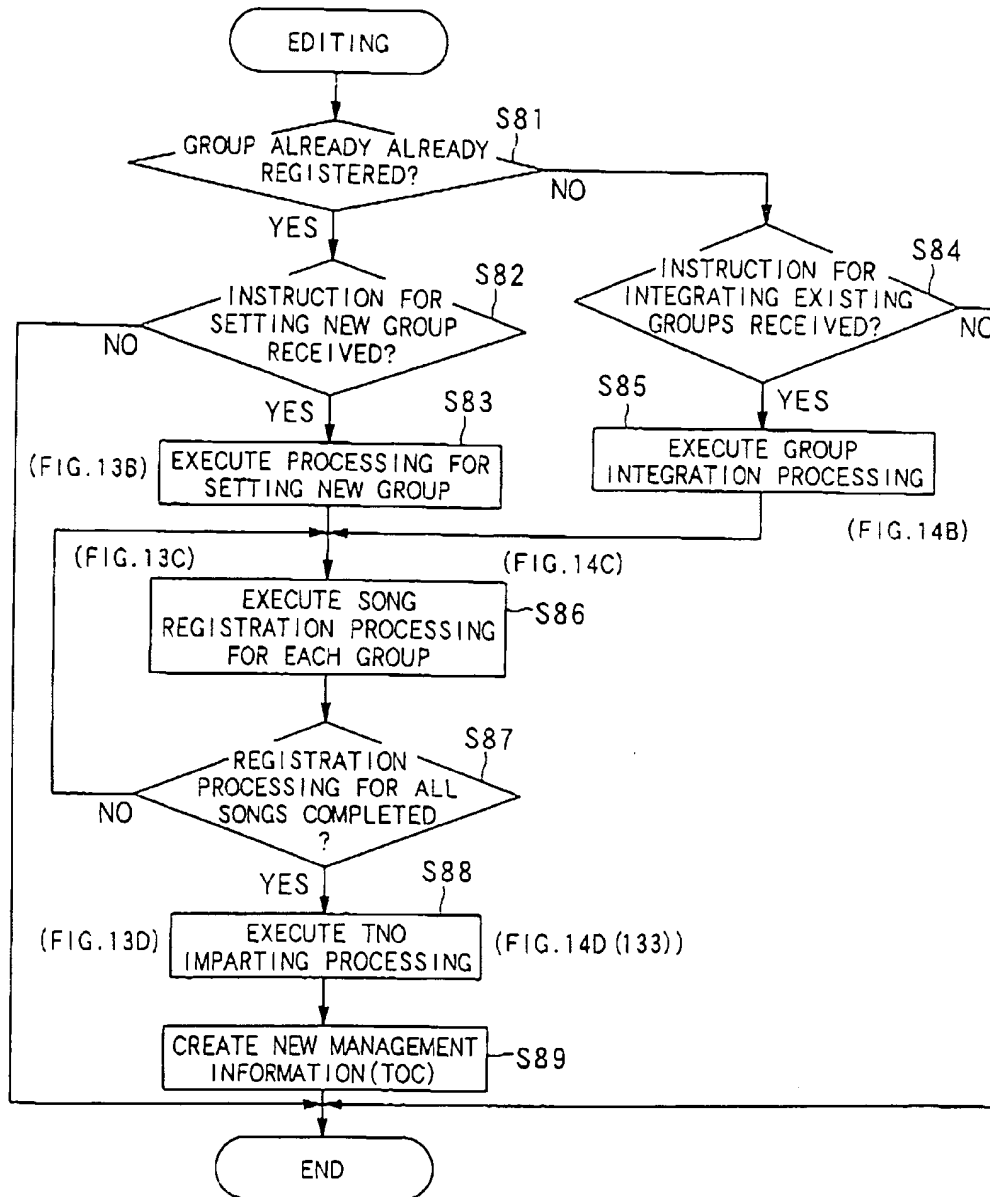 EDITING
S81
GROUP ALREADY ALREADY
REGISTERED?
NO
YES
S82
INSTRUCTION FOR
SETTING NEW GROUP
RECEIVED?
NO
YES
S84
INSTRUCTION FOR
INTEGRATING EXISTING
GROUPS RECEIVED?
NO
YES
S83
(FIG.13B)
EXECUTE PROCESSING FOR
SETTING NEW GROUP
S85
EXECUTE GROUP
INTEGRATION PROCESSING
(FIG.14B)
(FIG.13C)
(FIG.14C)
EXECUTE SONG
REGISTRATION PROCESSING
FOR EACH GROUP
S86
S87
REGISTRATION
PROCESSING FOR ALL
SONGS COMPLETED
?
NO
YES
S88
(FIG.13D)
EXECUTE TNO
IMPARTING PROCESSING
(FIG.14D(133))
CREATE NEW MANAGEMENT
INFORMATION(TOC)
S89
END